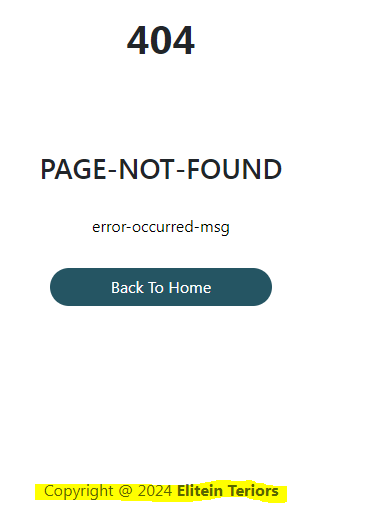 404
PAGE-NOT-FOUND
error-occurred-msg
Back To Home
Copyright @ 2024 Elitein Teriors